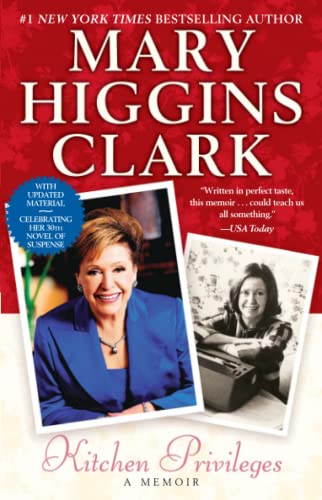 #1 NEW YORK TIMES BESTSELLING AUTHOR
MARY
HIGGINS
CLARK
WITH
UPDATED
MATERIAL
~
CELEBRATING
HER 30TH
NOVEL OF
SUSPENSE
“Written in perfect taste,
this memoir . . . could teach us
all something.”
—USA Today
Kitchen Privileges
A MEMOIR